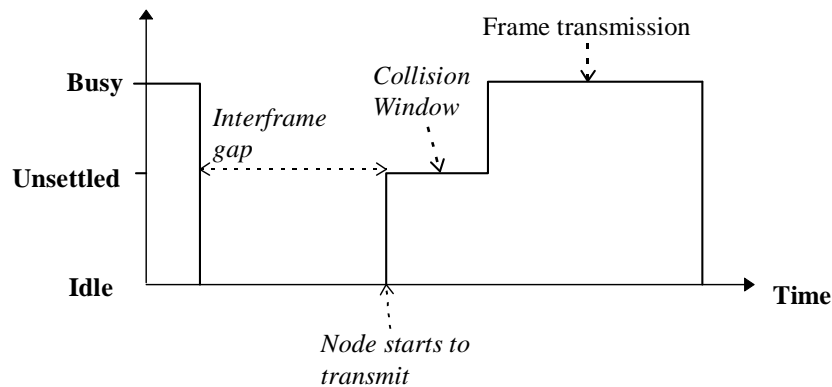 Frame transmission
Busy
Collision
Window
Interframe
gap
Unsettled
Idle
Time
Node starts to
transmit